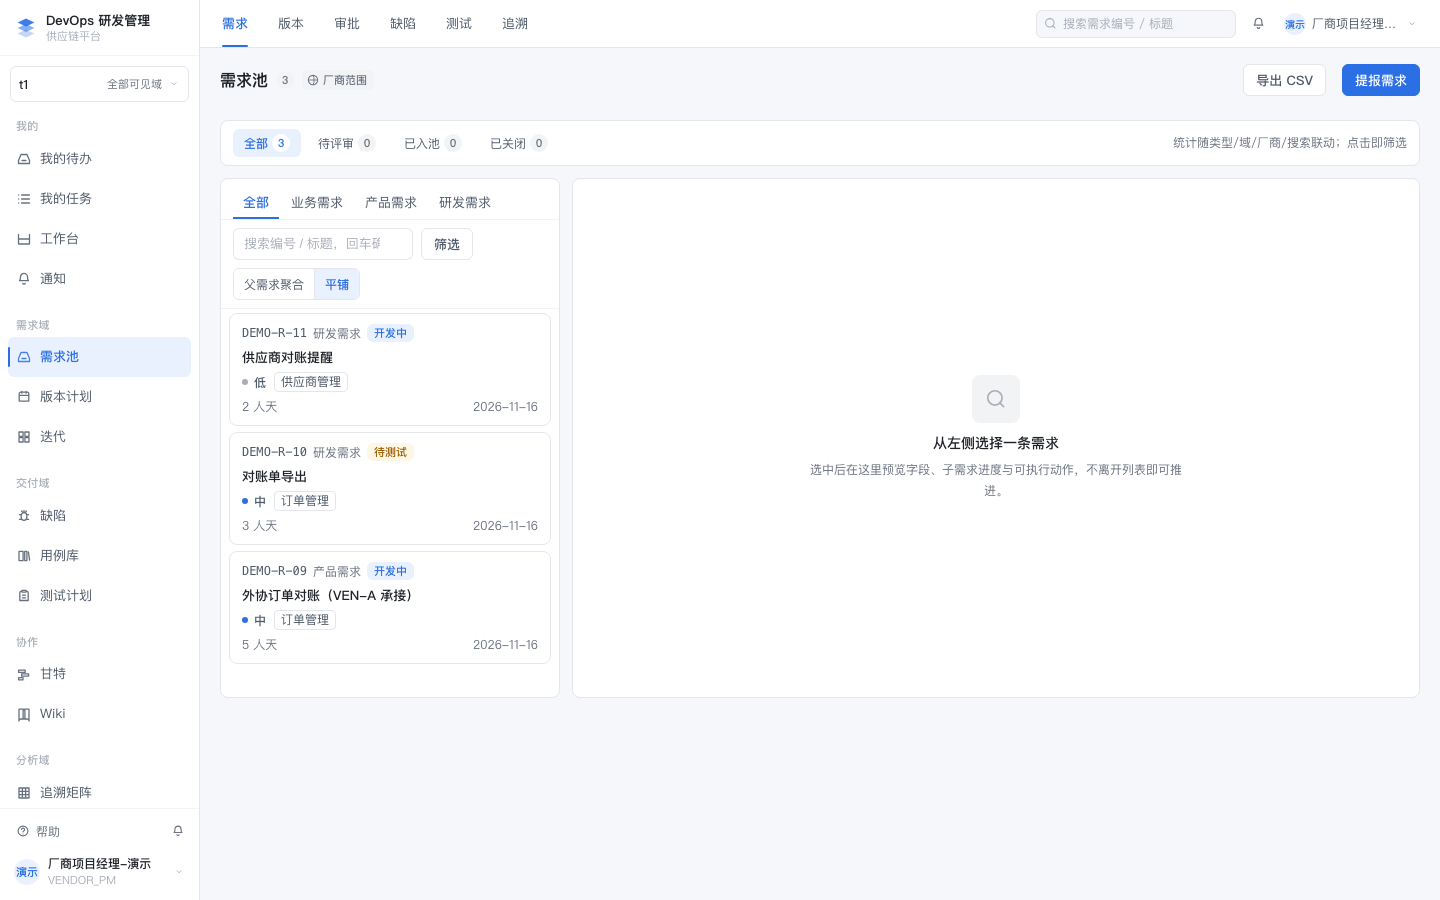 DevOps 研发管理
供应链平台
t1 全部可见域
我的
我的待办
我的任务
工作台
通知
需求域
需求池
版本计划
迭代
交付域
缺陷
用例库
测试计划
协作
甘特
Wiki
分析域
追溯矩阵
帮助
演示 厂商项目经理-演示
VENDOR_PM
需求 版本 审批 缺陷 测试 追溯
搜索需求编号 / 标题
演示 厂商项目经理...
需求池 3 厂商范围
导出 CSV 提报需求
全部 3 待评审 0 已入池 0 已关闭 0
统计随类型/域/厂商/搜索联动；点击即筛选
全部 业务需求 产品需求 研发需求
搜索编号 / 标题，回车 筛选
父需求聚合 平铺
DEMO-R-11 研发需求 开发中
供应商对账提醒
低 供应商管理
2 人天 2026-11-16
DEMO-R-10 研发需求 待测试
对账单导出
中 订单管理
3 人天 2026-11-16
DEMO-R-09 产品需求 开发中
外协订单对账（VEN-A 承接）
中 订单管理
5 人天 2026-11-16
从左侧选择一条需求
选中后在这里预览字段、子需求进度与可执行动作，不离开列表即可推
进。